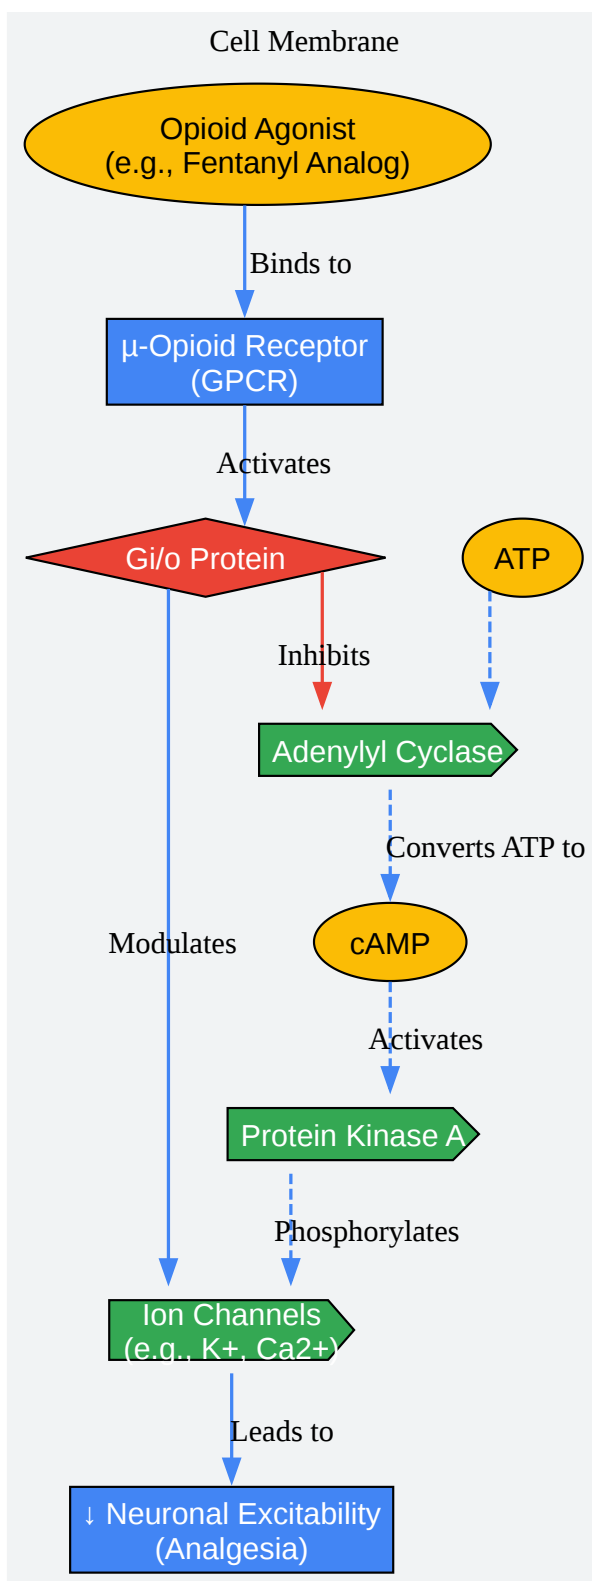 Cell Membrane
Opioid Agonist
(e.g., Fentanyl Analog)
Binds to
µ-Opioid Receptor
(GPCR)
Activates
Gi/o Protein
ATP
Inhibits
Adenylyl Cyclase
Converts ATP to
Modulates
cAMP
Activates
Protein Kinase A
Phosphorylates
Ion Channels
(e.g., K+, Ca2+)
Leads to
↓ Neuronal Excitability
(Analgesia)